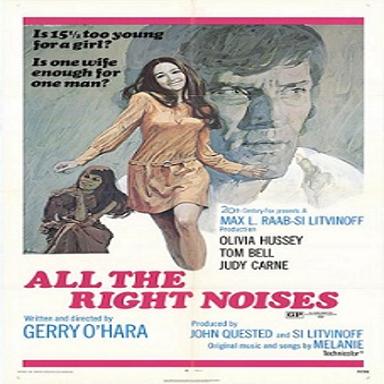 Is 15½ too young
for a girl?
Is one wife
enough for
one man?
20th Century-Fox presents A
MAX L. RAAB-SI LITVINOFF
Production
OLIVIA HUSSEY
TOM BELL
JUDY CARNE
ALL THE
RIGHT NOISES
GP
Written and directed by
GERRY O'HARA
Produced by
JOHN QUESTED and SI LITVINOFF
Original music and songs by MELANIE
Technicolor®